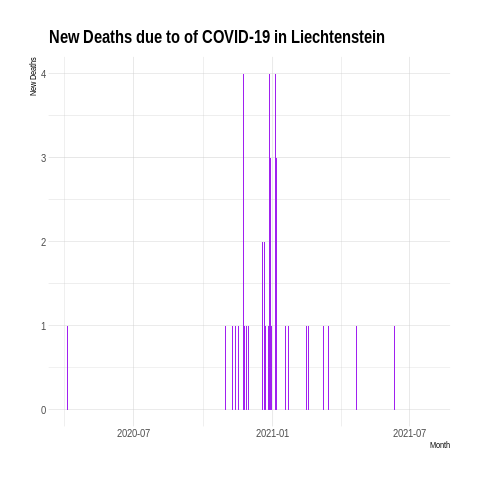 New Deaths due to of COVID-19 in Liechtenstein
New Deaths
4
3
2
1
0
2020-07
2021-01
2021-07
Month